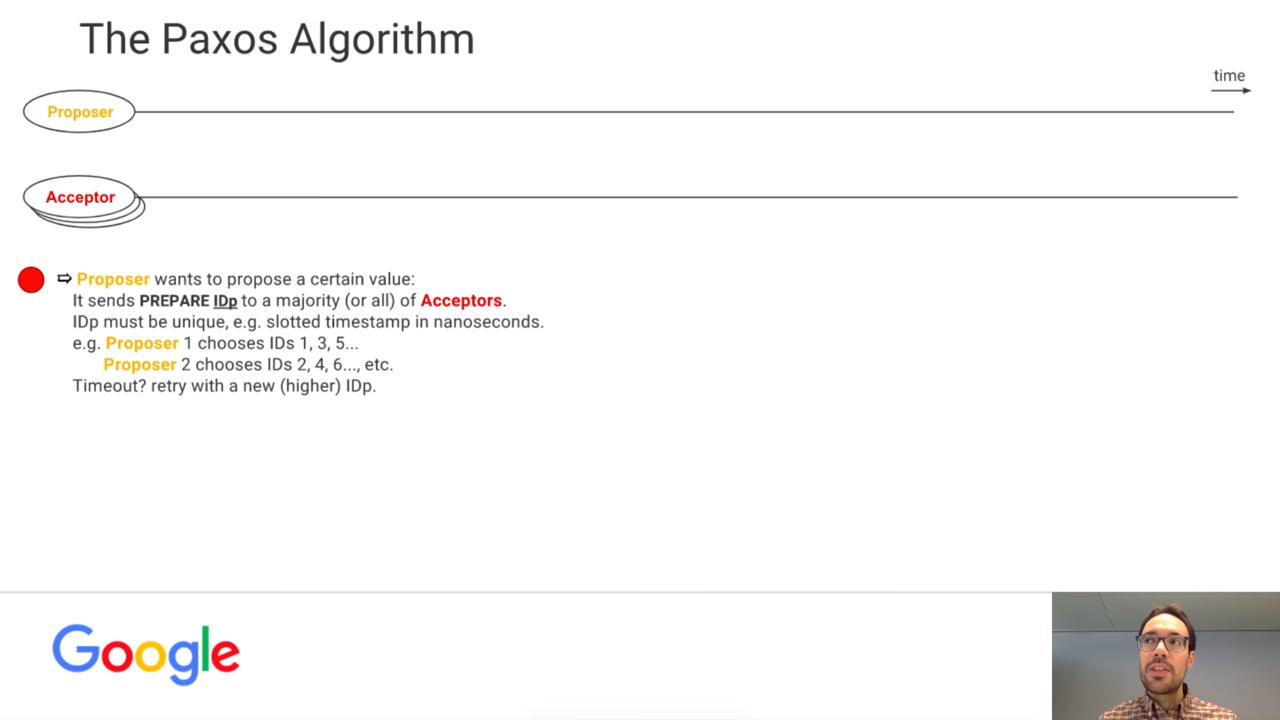 The Paxos Algorithm
time
Proposer
Acceptor
⇨ Proposer wants to propose a certain value:
It sends PREPARE IDp to a majority (or all) of Acceptors.
IDp must be unique, e.g. slotted timestamp in nanoseconds.
e.g. Proposer 1 chooses IDs 1, 3, 5...
Proposer 2 chooses IDs 2, 4, 6..., etc.
Timeout? retry with a new (higher) IDp.
Google